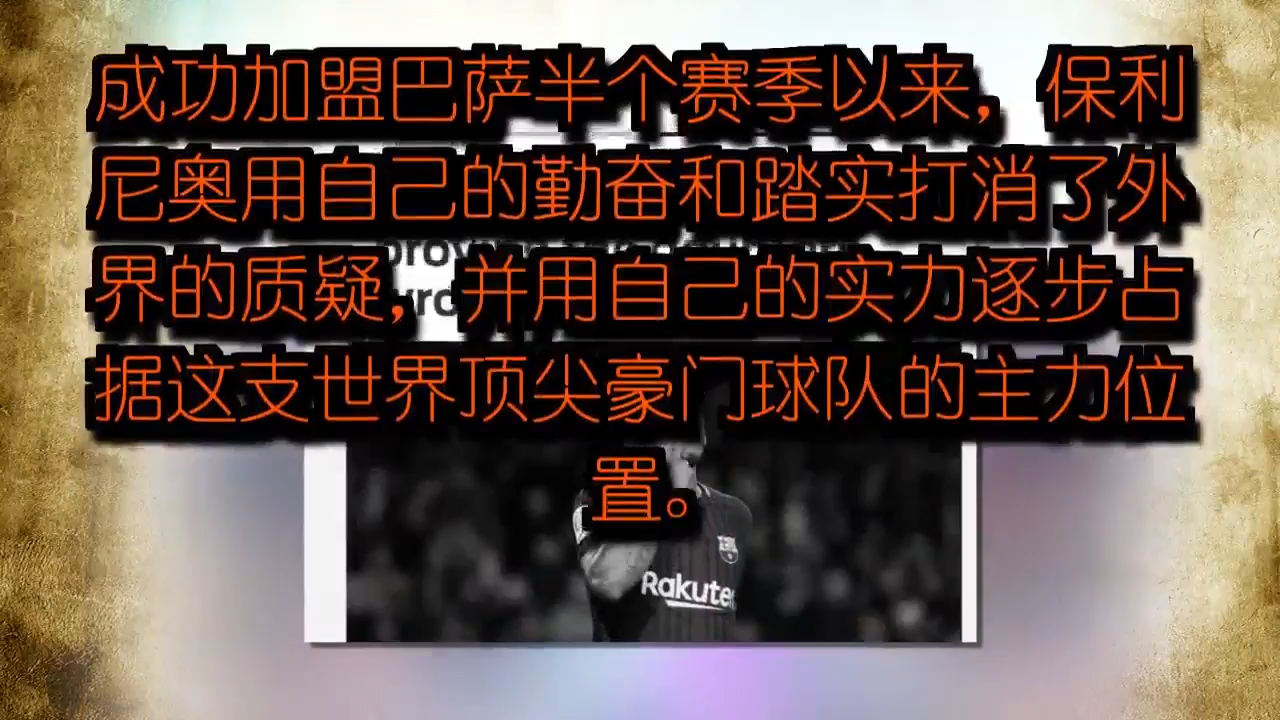 成功加盟巴萨半个赛季以来，保利
尼奥用自己的勤奋和踏实打消了外
界的质疑，并用自己的实力逐步占
据这支世界顶尖豪门球队的主力位
置。
Rakuten